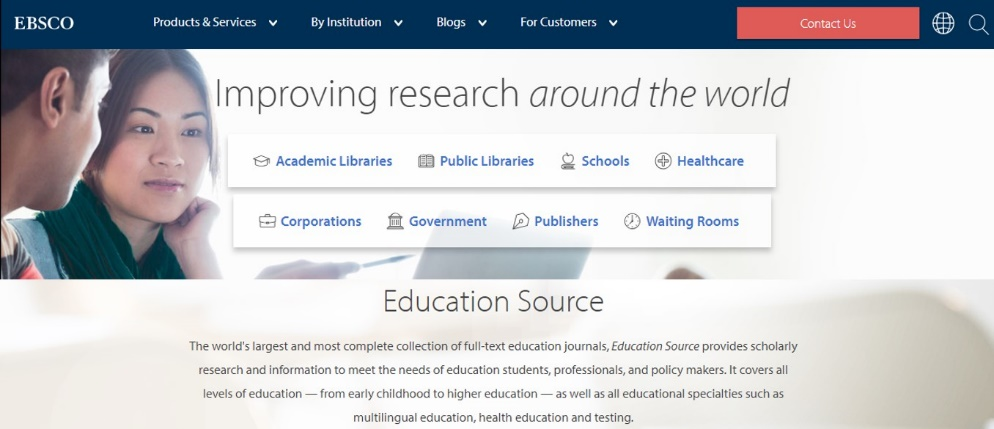 EBSCO
Products & Services
By Institution
Blogs
For Customers
Contact Us
Improving research around the world
Academic Libraries
Public Libraries
Schools
Healthcare
Corporations
Government
Publishers
Waiting Rooms
Education Source
The world's largest and most complete collection of full-text education journals, Education Source provides scholarly
research and information to meet the needs of education students, professionals, and policy makers. It covers all
levels of education — from early childhood to higher education — as well as all educational specialties such as
multilingual education, health education and testing.